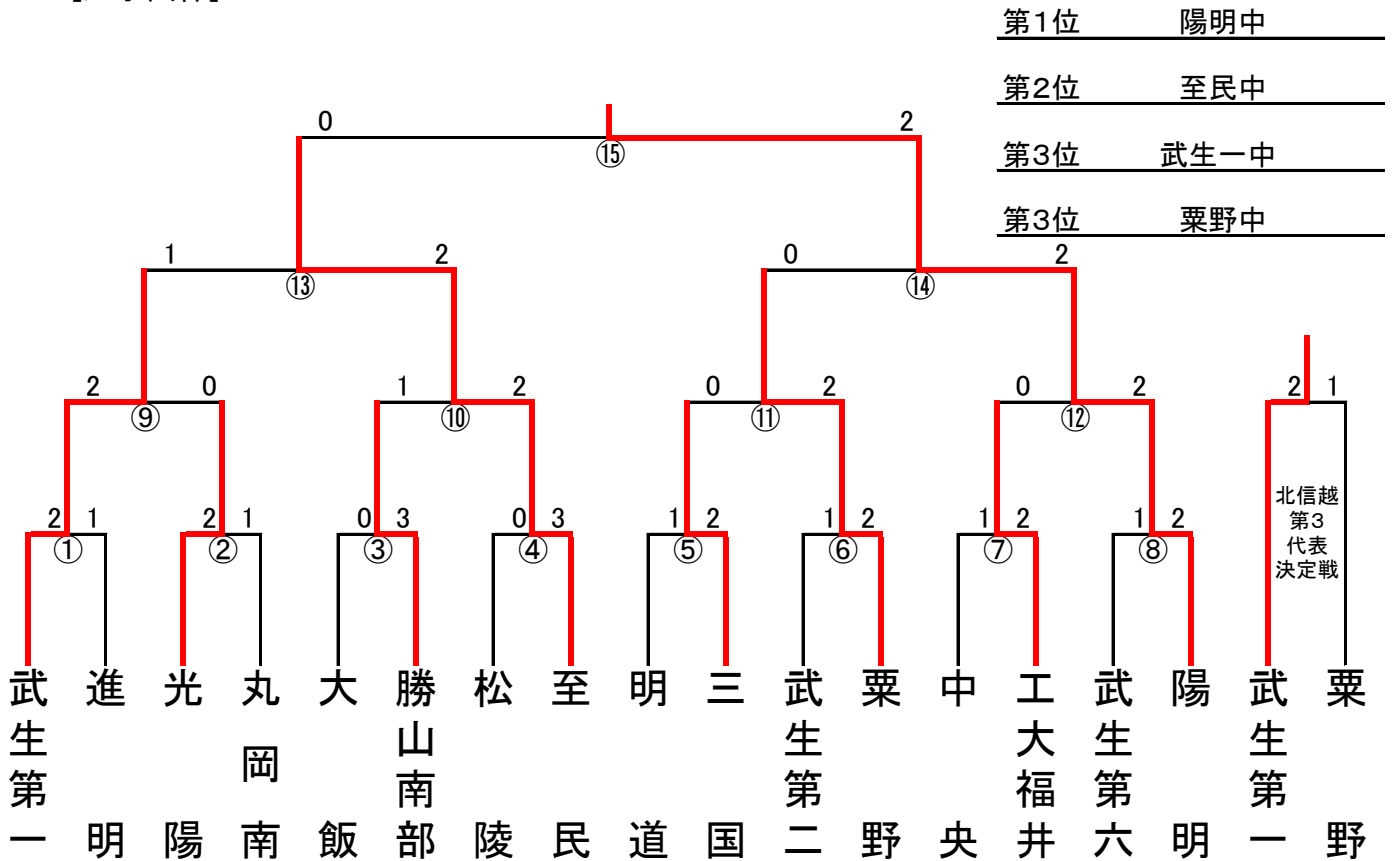 第1位 陽明中
第2位 至民中
第3位 武生一中
第3位 粟野中
0 2
⑮
1 2 0 2
⑬ ⑭
2 0 1 2 0 2 0 2 2 1
⑨ ⑩ ⑪ ⑫
北信越
第3
代表
決定戦
2 1 2 1 0 3 0 3 1 2 1 2 1 2 1 2
① ② ③ ④ ⑤ ⑥ ⑦ ⑧
武生第一
進明
光陽
丸岡南
大飯
勝山南部
松陵
至民
明道
三国
武生第二
粟野
中央
工大福井
武生第六
陽明
武生第一
粟野